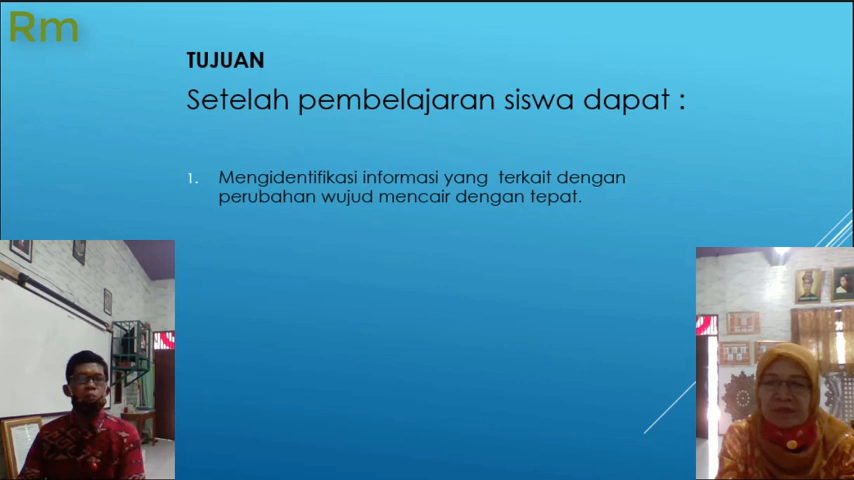 Rm
TUJUAN
Setelah pembelajaran siswa dapat :
1. Mengidentifikasi informasi yang terkait dengan
perubahan wujud mencair dengan tepat.